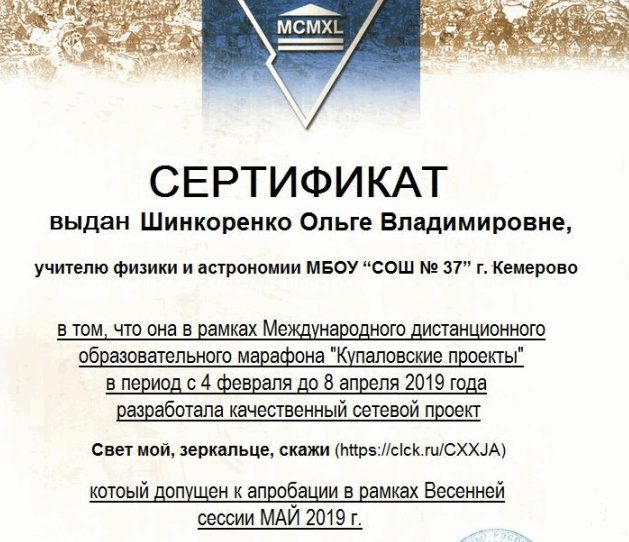 MCMXL
СЕРТИФИКАТ
выдан Шинкоренко Ольге Владимировне,
учителю физики и астрономии МБОУ “СОШ № 37” г. Кемерово
в том, что она в рамках Международного дистанционного
образовательного марафона "Купаловские проекты"
в период с 4 февраля до 8 апреля 2019 года
разработала качественный сетевой проект
Свет мой, зеркальце, скажи (https://clck.ru/CXXJA)
котоый допущен к апробации в рамках Весенней
сессии МАЙ 2019 г.